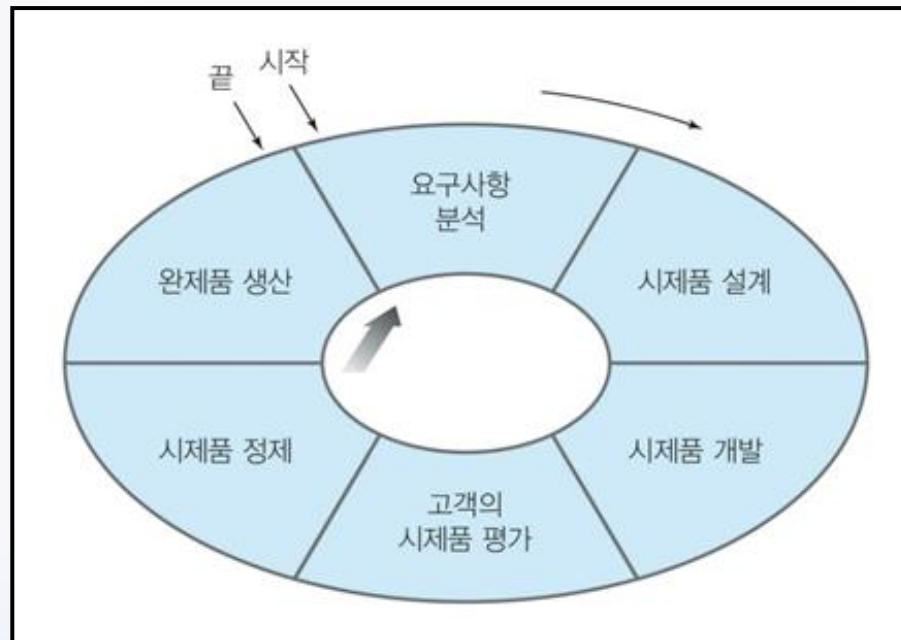 끝
시작
요구사항
분석
시제품 설계
시제품 개발
고객의
시제품 평가
시제품 정제
완제품 생산